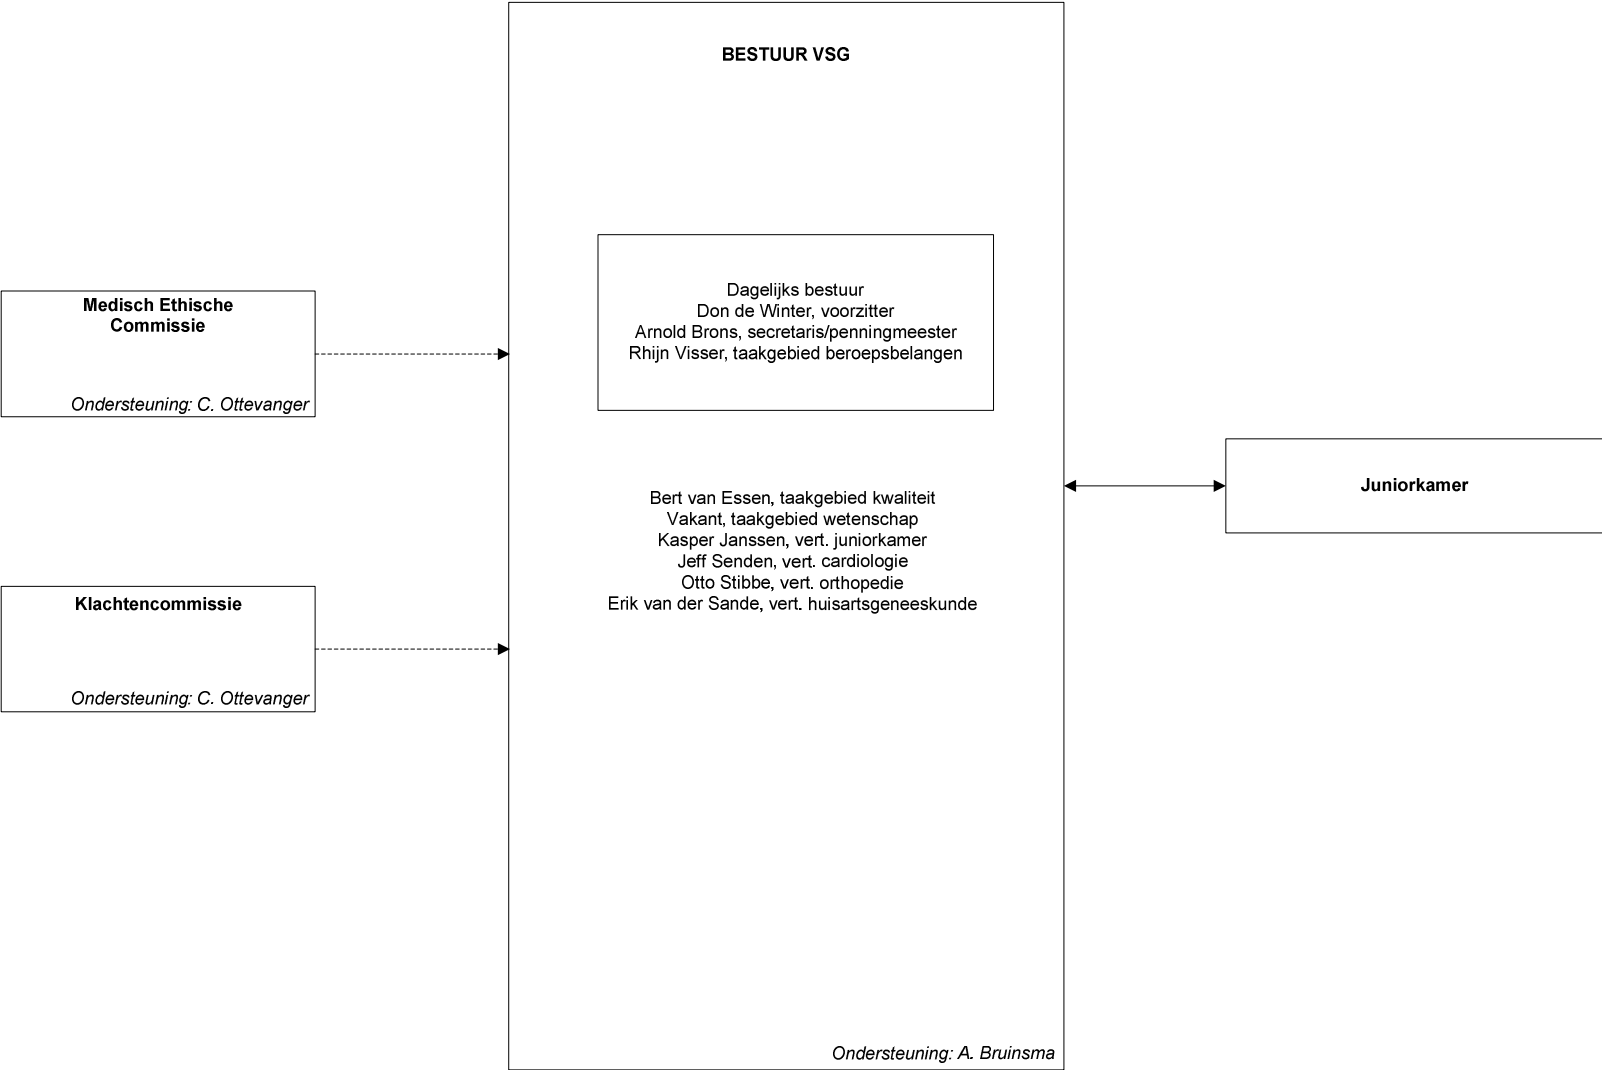 BESTUUR VSG
Dagelijks bestuur
Don de Winter, voorzitter
Arnold Brons, secretaris/penningmeester
Rhijn Visser, taakgebied beroepsbelangen
Bert van Essen, taakgebied kwaliteit
Vakant, taakgebied wetenschap
Kasper Janssen, vert. juniorkamer
Jeff Senden, vert. cardiologie
Otto Stibbe, vert. orthopedie
Erik van der Sande, vert. huisartsgeneeskunde
Ondersteuning: A. Bruinsma
Medisch Ethische
Commissie
Ondersteuning: C. Ottevanger
Klachtencommissie
Ondersteuning: C. Ottevanger
Juniorkamer